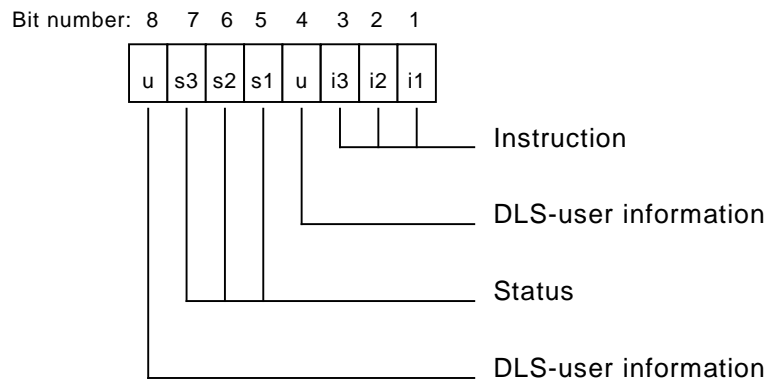 Bit number: 8 7 6 5 4 3 2 1
u s3 s2 s1 u i3 i2 i1
Instruction
DLS-user information
Status
DLS-user information